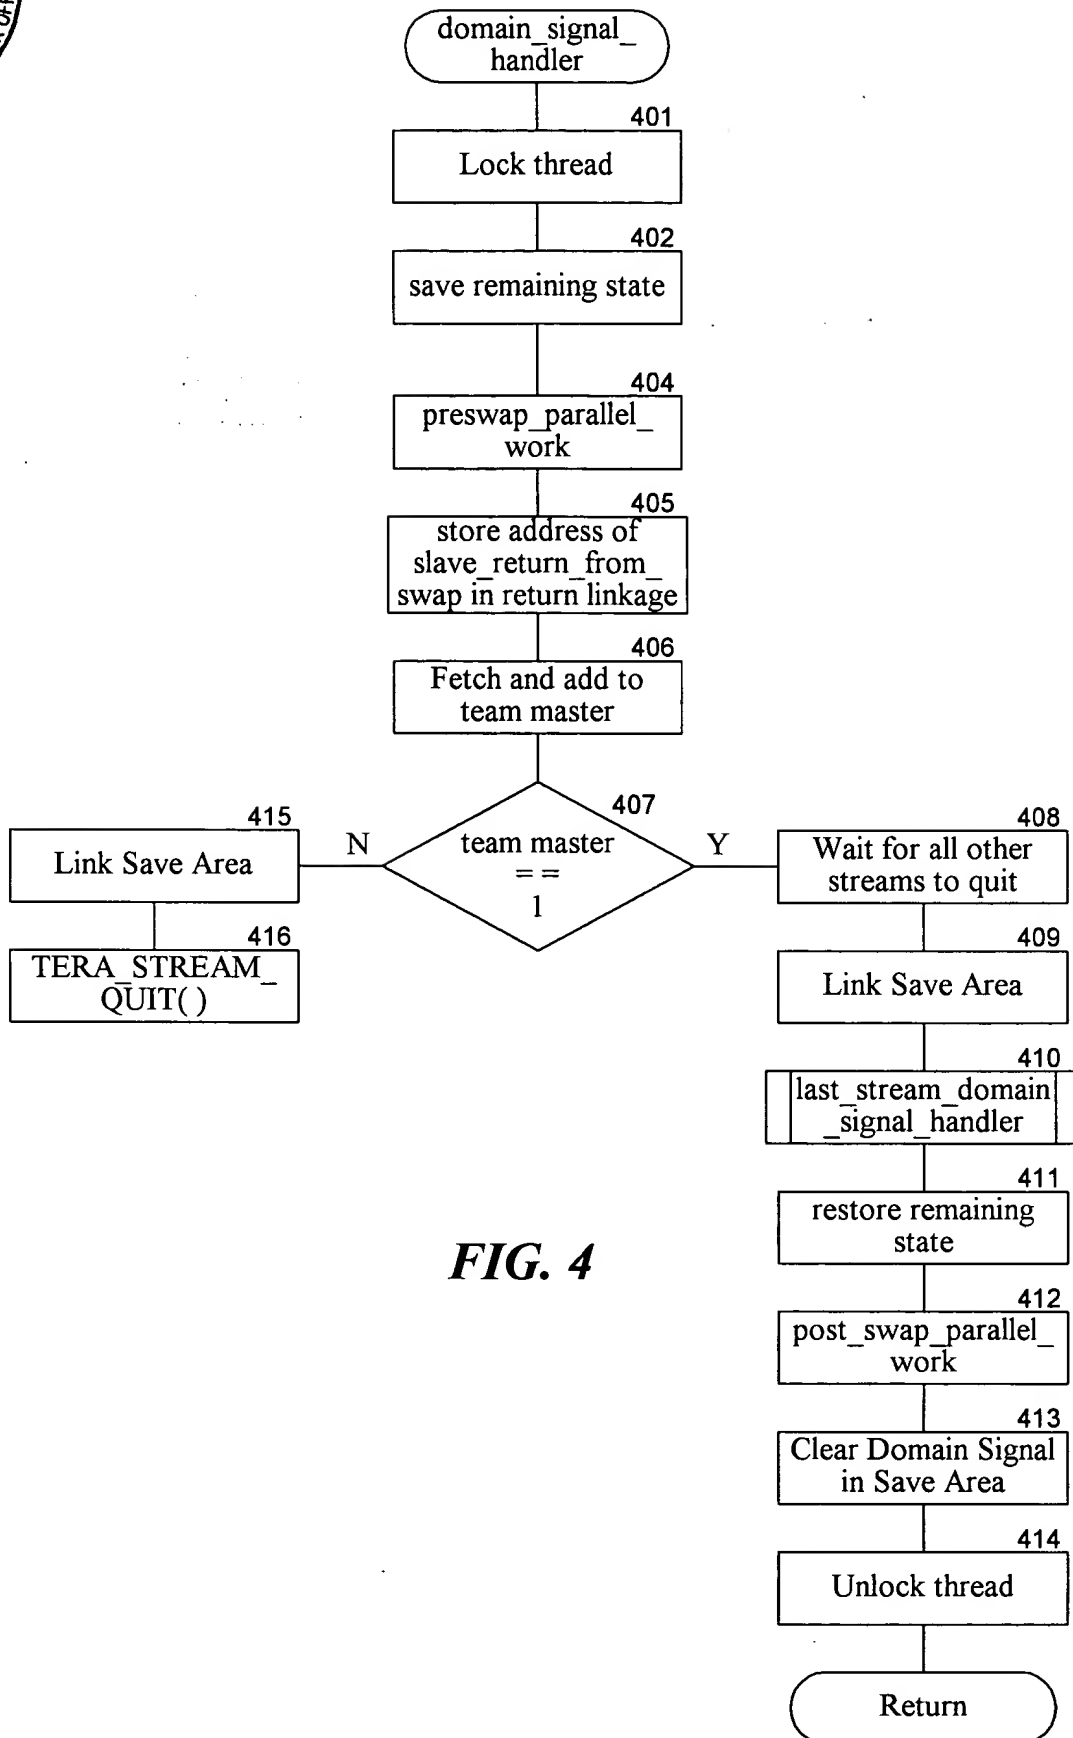 domain_signal_
handler
401
Lock thread
402
save remaining state
404
preswap_parallel_
work
405
store address of
slave_return_from_
swap in return linkage
406
Fetch and add to
team master
407
team master
= =
1
N
Y
415
Link Save Area
416
TERA_STREAM_
QUIT( )
408
Wait for all other
streams to quit
409
Link Save Area
410
last_stream_domain
_signal_handler
411
restore remaining
state
412
post_swap_parallel_
work
413
Clear Domain Signal
in Save Area
414
Unlock thread
Return
FIG. 4